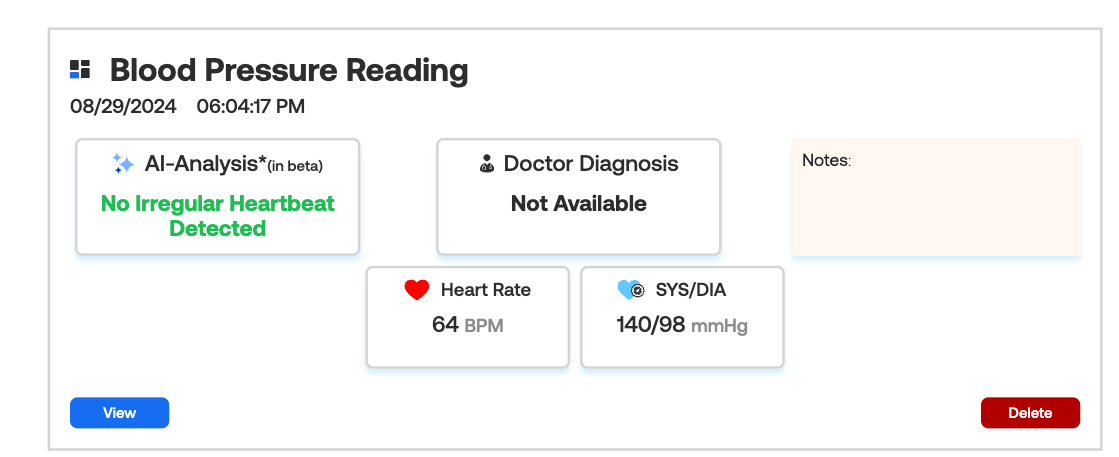 Blood Pressure Reading
08/29/2024 06:04:17 PM
AI-Analysis*(in beta)
No Irregular Heartbeat
Detected
Doctor Diagnosis
Not Available
Notes:
Heart Rate
64 BPM
SYS/DIA
140/98 mmHg
View
Delete